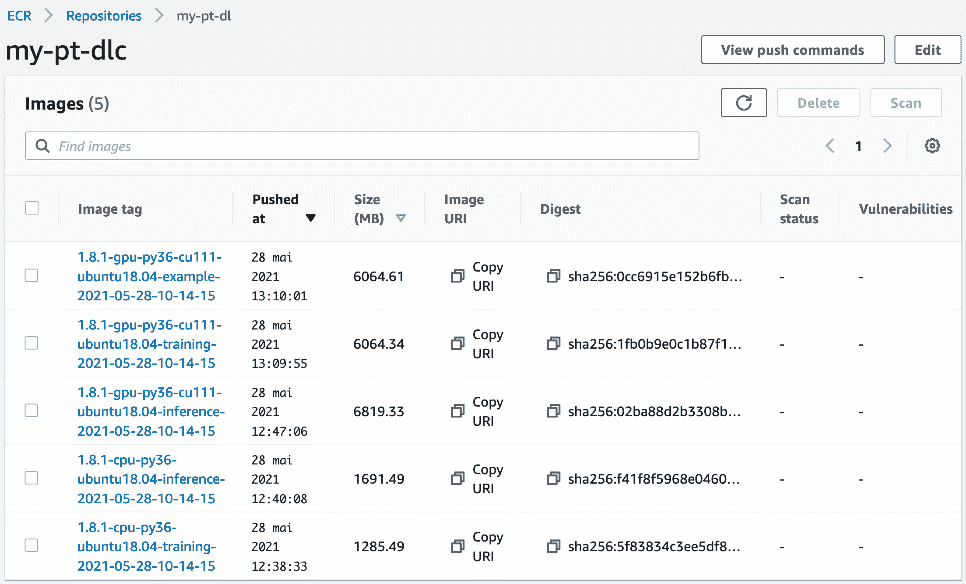 ECR > Repositories > my-pt-dl
my-pt-dlc
View push commands Edit
Images (5)
Delete Scan
Find images
1
Image tag Pushed at Size (MB) Image URI Digest Scan status Vulnerabilities
1.8.1-gpu-py36-cu111-
ubuntu18.04-example-
2021-05-28-10-14-15
28 mai
2021
13:10:01
6064.61
Copy
URI
sha256:0cc6915e152b6fb...
-
-
1.8.1-gpu-py36-cu111-
ubuntu18.04-training-
2021-05-28-10-14-15
28 mai
2021
13:09:55
6064.34
Copy
URI
sha256:1fb0b9e0c1b87f1...
-
-
1.8.1-gpu-py36-cu111-
ubuntu18.04-inference-
2021-05-28-10-14-15
28 mai
2021
12:47:06
6819.33
Copy
URI
sha256:02ba88d2b3308b...
-
-
1.8.1-cpu-py36-
ubuntu18.04-inference-
2021-05-28-10-14-15
28 mai
2021
12:40:08
1691.49
Copy
URI
sha256:f41f8f5968e0460...
-
-
1.8.1-cpu-py36-
ubuntu18.04-training-
2021-05-28-10-14-15
28 mai
2021
12:38:33
1285.49
Copy
URI
sha256:5f83834c3ee5df8...
-
-